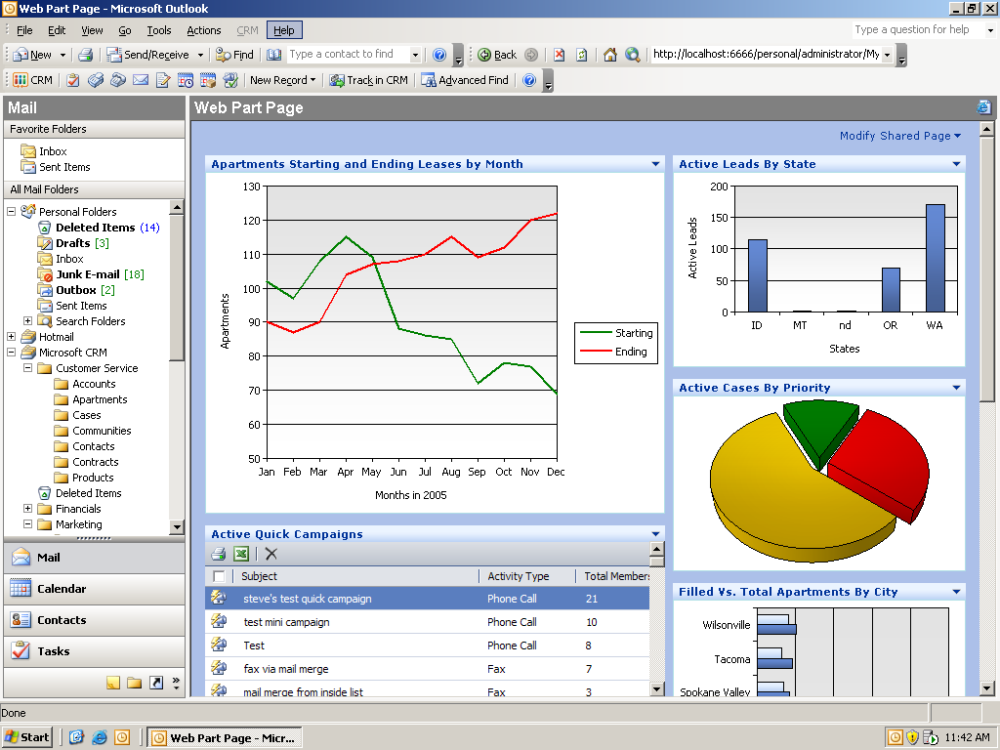 Web Part Page - Microsoft Outlook
File Edit View Go Tools Actions CRM Help
Type a question for help
New Send/Receive Find Type a contact to find Back http://localhost:6666/personal/administrator/My
CRM New Record Track in CRM Advanced Find
Mail
Favorite Folders
Inbox
Sent Items
All Mail Folders
Personal Folders
Deleted Items (14)
Drafts [3]
Inbox
Junk E-mail [18]
Outbox [2]
Sent Items
Search Folders
Hotmail
Microsoft CRM
Customer Service
Accounts
Apartments
Cases
Communities
Contacts
Contracts
Products
Deleted Items
Financials
Marketing
Mail
Calendar
Contacts
Tasks
Web Part Page
Modify Shared Page
Apartments Starting and Ending Leases by Month
130
120
110
100
90
80
70
60
50
Apartments
Jan Feb Mar Apr May Jun Jul Aug Sep Oct Nov Dec
Months in 2005
Starting
Ending
Active Quick Campaigns
Subject Activity Type Total Members
steve's test quick campaign Phone Call 21
test mini campaign Phone Call 10
Test Phone Call 8
fax via mail merge Fax 7
mail merge from inside list Fax 3
Active Leads By State
200
150
100
50
0
Active Leads
ID MT nd OR WA
States
Active Cases By Priority
Filled Vs. Total Apartments By City
Wilsonville
Tacoma
Spokane Valley
Done
Start Web Part Page - Micr... 11:42 AM